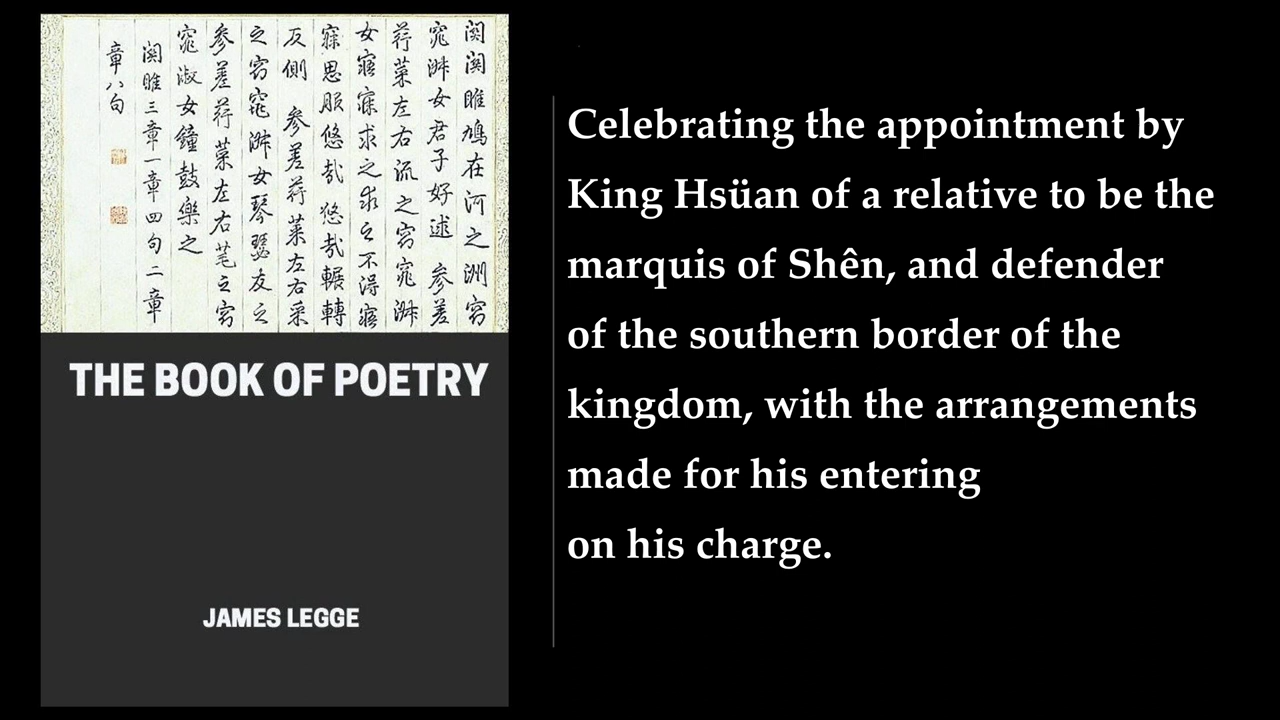 關關雎鳩在河之洲窈
窕淑女君子好逑 參差
荇菜左右流之窈窕淑
女寤寐求之求之不得寤
寐思服悠哉悠哉輾轉
反側 參差荇菜左右采
之窈窕淑女琴瑟友之
參差荇菜左右芼之窈
窕淑女鐘鼓樂之
關雎三章一章四句二章
章八句
THE BOOK OF POETRY
JAMES LEGGE
Celebrating the appointment by
King Hsüan of a relative to be the
marquis of Shên, and defender
of the southern border of the
kingdom, with the arrangements
made for his entering
on his charge.